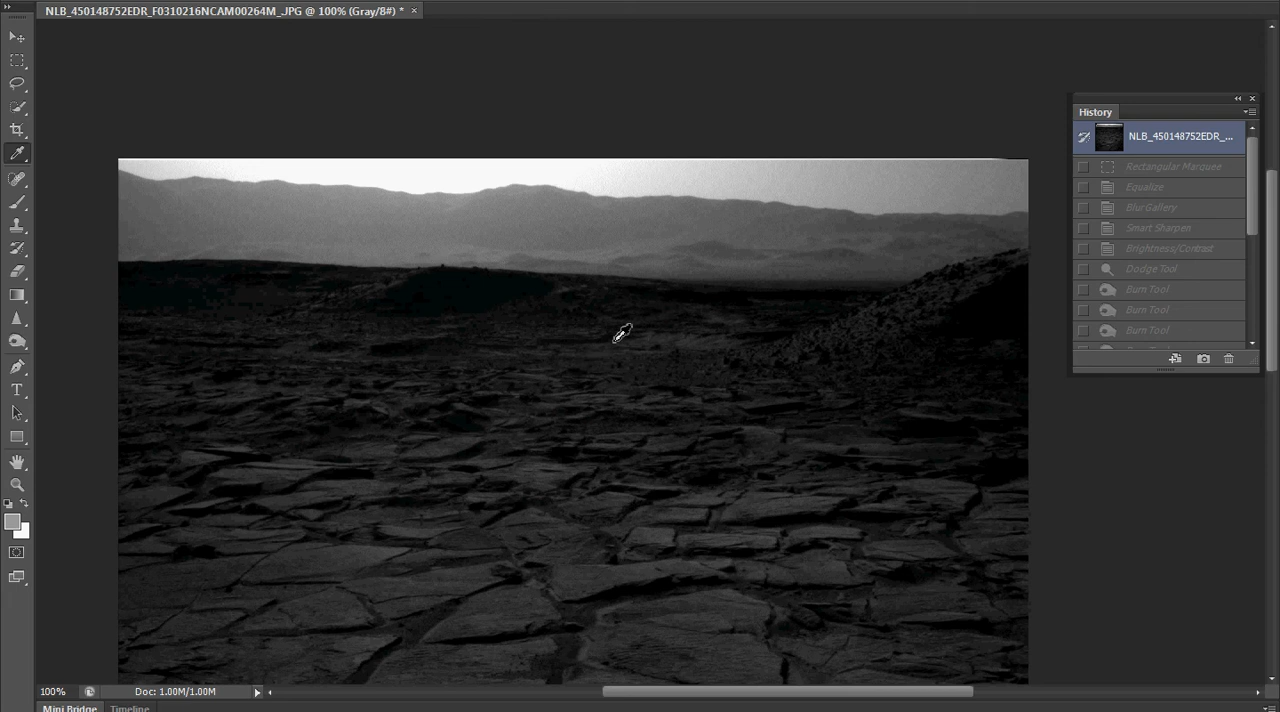 NLB_450148752EDR_F0310216NCAM00264M_.JPG @ 100% (Gray/8#) *
History
NLB_450148752EDR_...
Rectangular Marquee
Equalize
Blur Gallery
Smart Sharpen
Brightness/Contrast
Dodge Tool
Burn Tool
Burn Tool
Burn Tool
100%
Doc: 1.00M/1.00M
Mini Bridge
Timeline